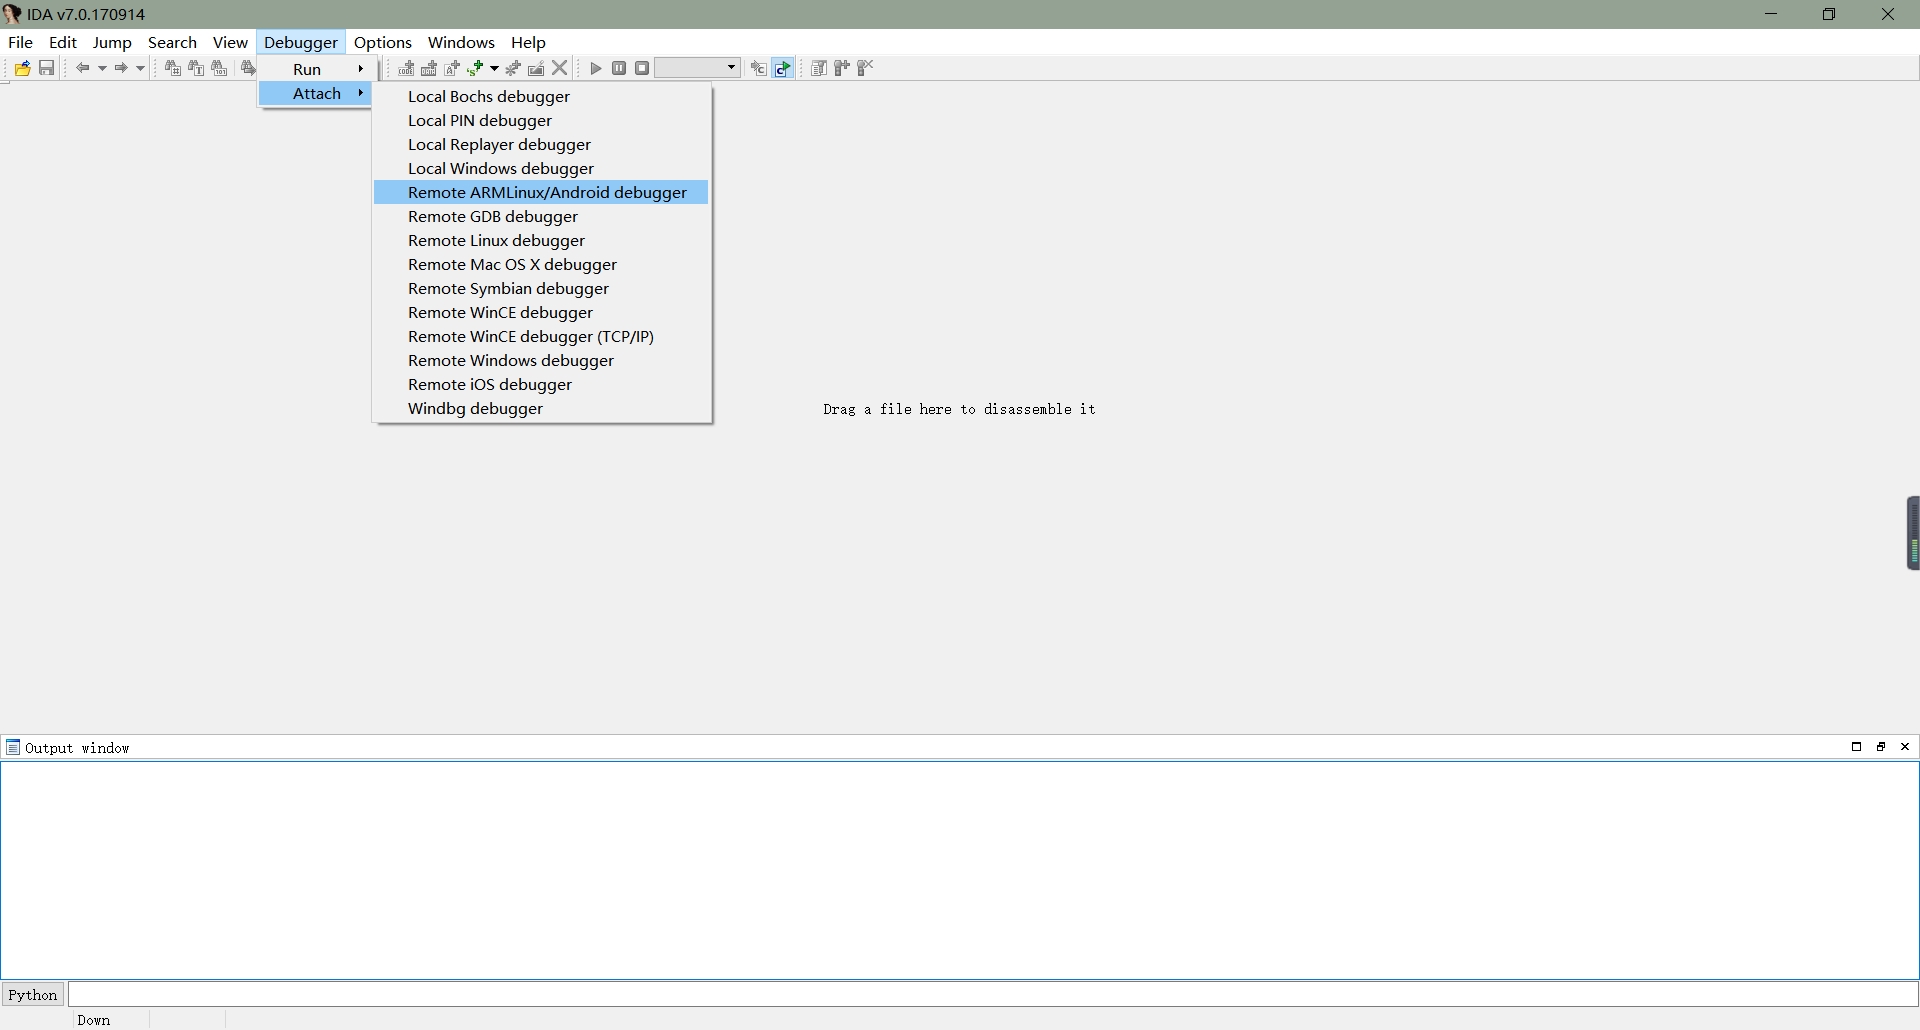 IDA v7.0.170914
File Edit Jump Search View Debugger Options Windows Help
Run
Attach
Local Bochs debugger
Local PIN debugger
Local Replayer debugger
Local Windows debugger
Remote ARMLinux/Android debugger
Remote GDB debugger
Remote Linux debugger
Remote Mac OS X debugger
Remote Symbian debugger
Remote WinCE debugger
Remote WinCE debugger (TCP/IP)
Remote Windows debugger
Remote iOS debugger
Windbg debugger
Drag a file here to disassemble it
Output window
Python
Down